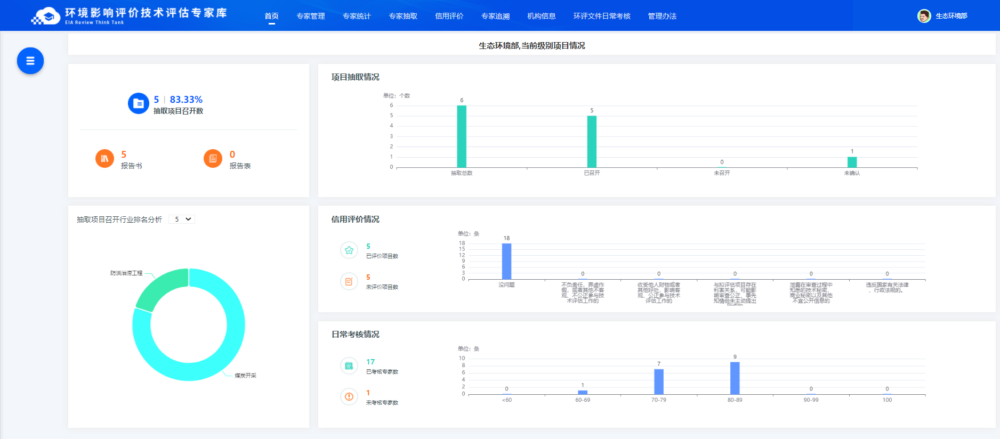 环境影响评价技术评估专家库
EIA Review Think Tank
首页 专家管理 专家统计 专家抽取 信用评价 专家追溯 机构信息 环评文件日常考核 管理办法
生态环境部
生态环境部,当前级别项目情况
5 | 83.33%
抽取项目召开数
5
报告书
0
报告表
项目抽取情况
单位：个数
6
5
4
3
2
1
0
6
5
0
1
抽取总数 已召开 未召开 未确认
抽取项目召开行业排名分析 5
防洪治涝工程
煤炭开采
信用评价情况
5
已评价项目数
5
未评价项目数
单位：条
18
15
12
9
6
3
0
18
0
0
0
0
0
没问题
不负责任，弄虚作
假，或者其他不客
观、不公正参与技
术评估工作的
收受他人财物或者
其他好处，影响客
观、公正参与技术
评估工作的
与拟评估项目存在
利害关系，可能影
响审查公正、事先
知情但未主动提出
泄露在审查过程中
知悉的技术秘密、
商业秘密以及其他
不宜公开信息的
违反国家有关法律
、行政法规的。
日常考核情况
17
已考核专家数
1
未考核专家数
单位：条
10
8
6
4
2
0
0
1
7
9
0
0
<60 60-69 70-79 80-89 90-99 100